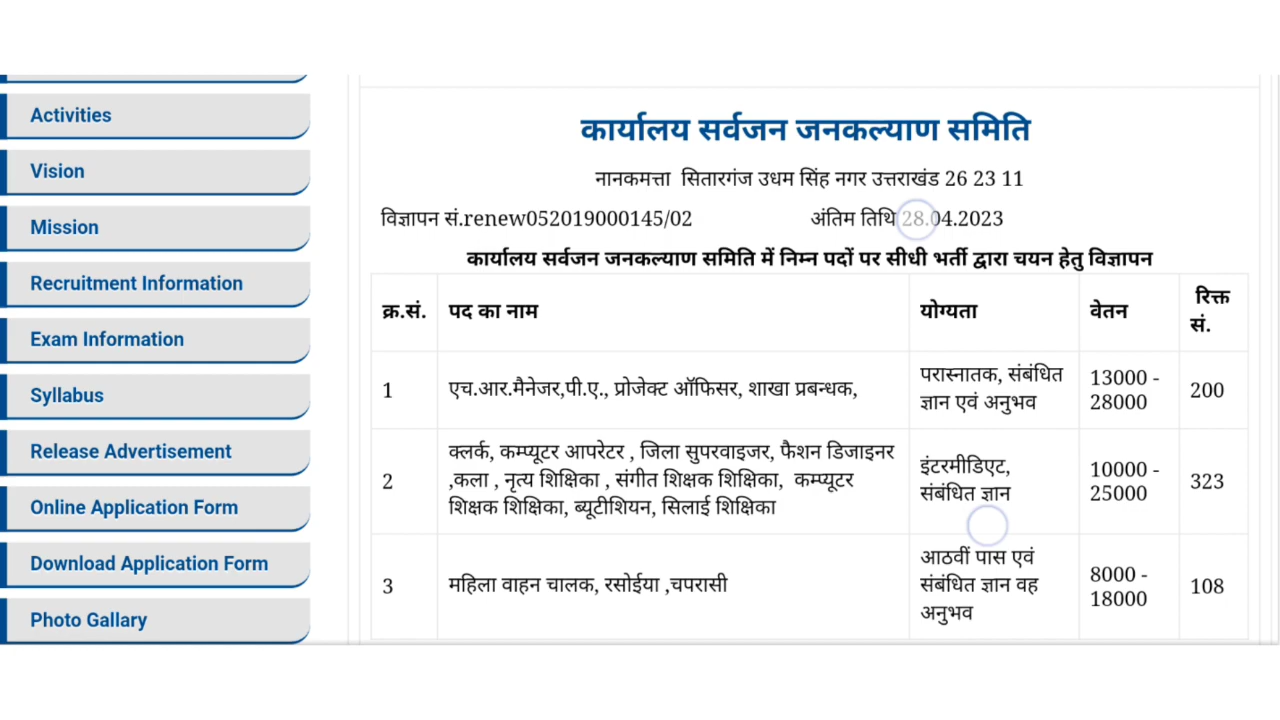 Activities
Vision
Mission
Recruitment Information
Exam Information
Syllabus
Release Advertisement
Online Application Form
Download Application Form
Photo Gallary
कार्यालय सर्वजन जनकल्याण समिति
नानकमत्ता सितारगंज उधम सिंह नगर उत्तराखंड 26 23 11
विज्ञापन सं.renew052019000145/02 अंतिम तिथि 28.04.2023
कार्यालय सर्वजन जनकल्याण समिति में निम्न पदों पर सीधी भर्ती द्वारा चयन हेतु विज्ञापन
क्र.सं. पद का नाम योग्यता वेतन रिक्त
सं.
1 एच.आर.मैनेजर,पी.ए., प्रोजेक्ट ऑफिसर, शाखा प्रबन्धक, परास्नातक, संबंधित 13000 - 200
ज्ञान एवं अनुभव 28000
क्लर्क, कम्प्यूटर आपरेटर , जिला सुपरवाइजर, फैशन डिजाइनर
2 ,कला , नृत्य शिक्षिका , संगीत शिक्षक शिक्षिका, कम्प्यूटर इंटरमीडिएट, 10000 - 323
शिक्षक शिक्षिका, ब्यूटीशियन, सिलाई शिक्षिका संबंधित ज्ञान 25000
आठवीं पास एवं
3 महिला वाहन चालक, रसोईया ,चपरासी संबंधित ज्ञान वह 8000 - 108
अनुभव 18000